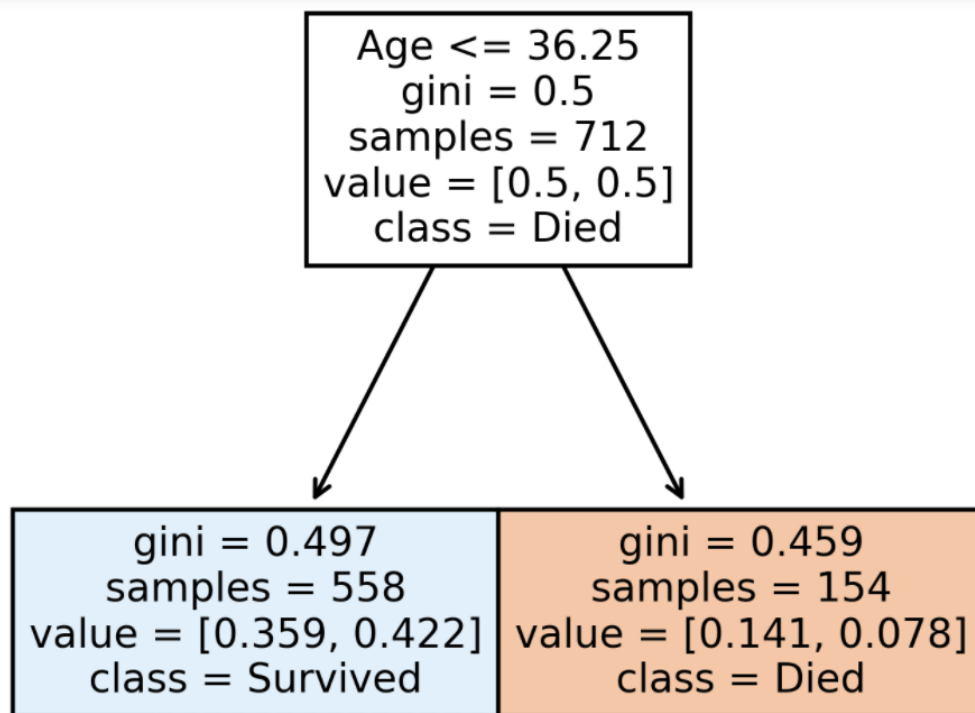 Age <= 36.25
gini = 0.5
samples = 712
value = [0.5, 0.5]
class = Died
gini = 0.497
samples = 558
value = [0.359, 0.422]
class = Survived
gini = 0.459
samples = 154
value = [0.141, 0.078]
class = Died